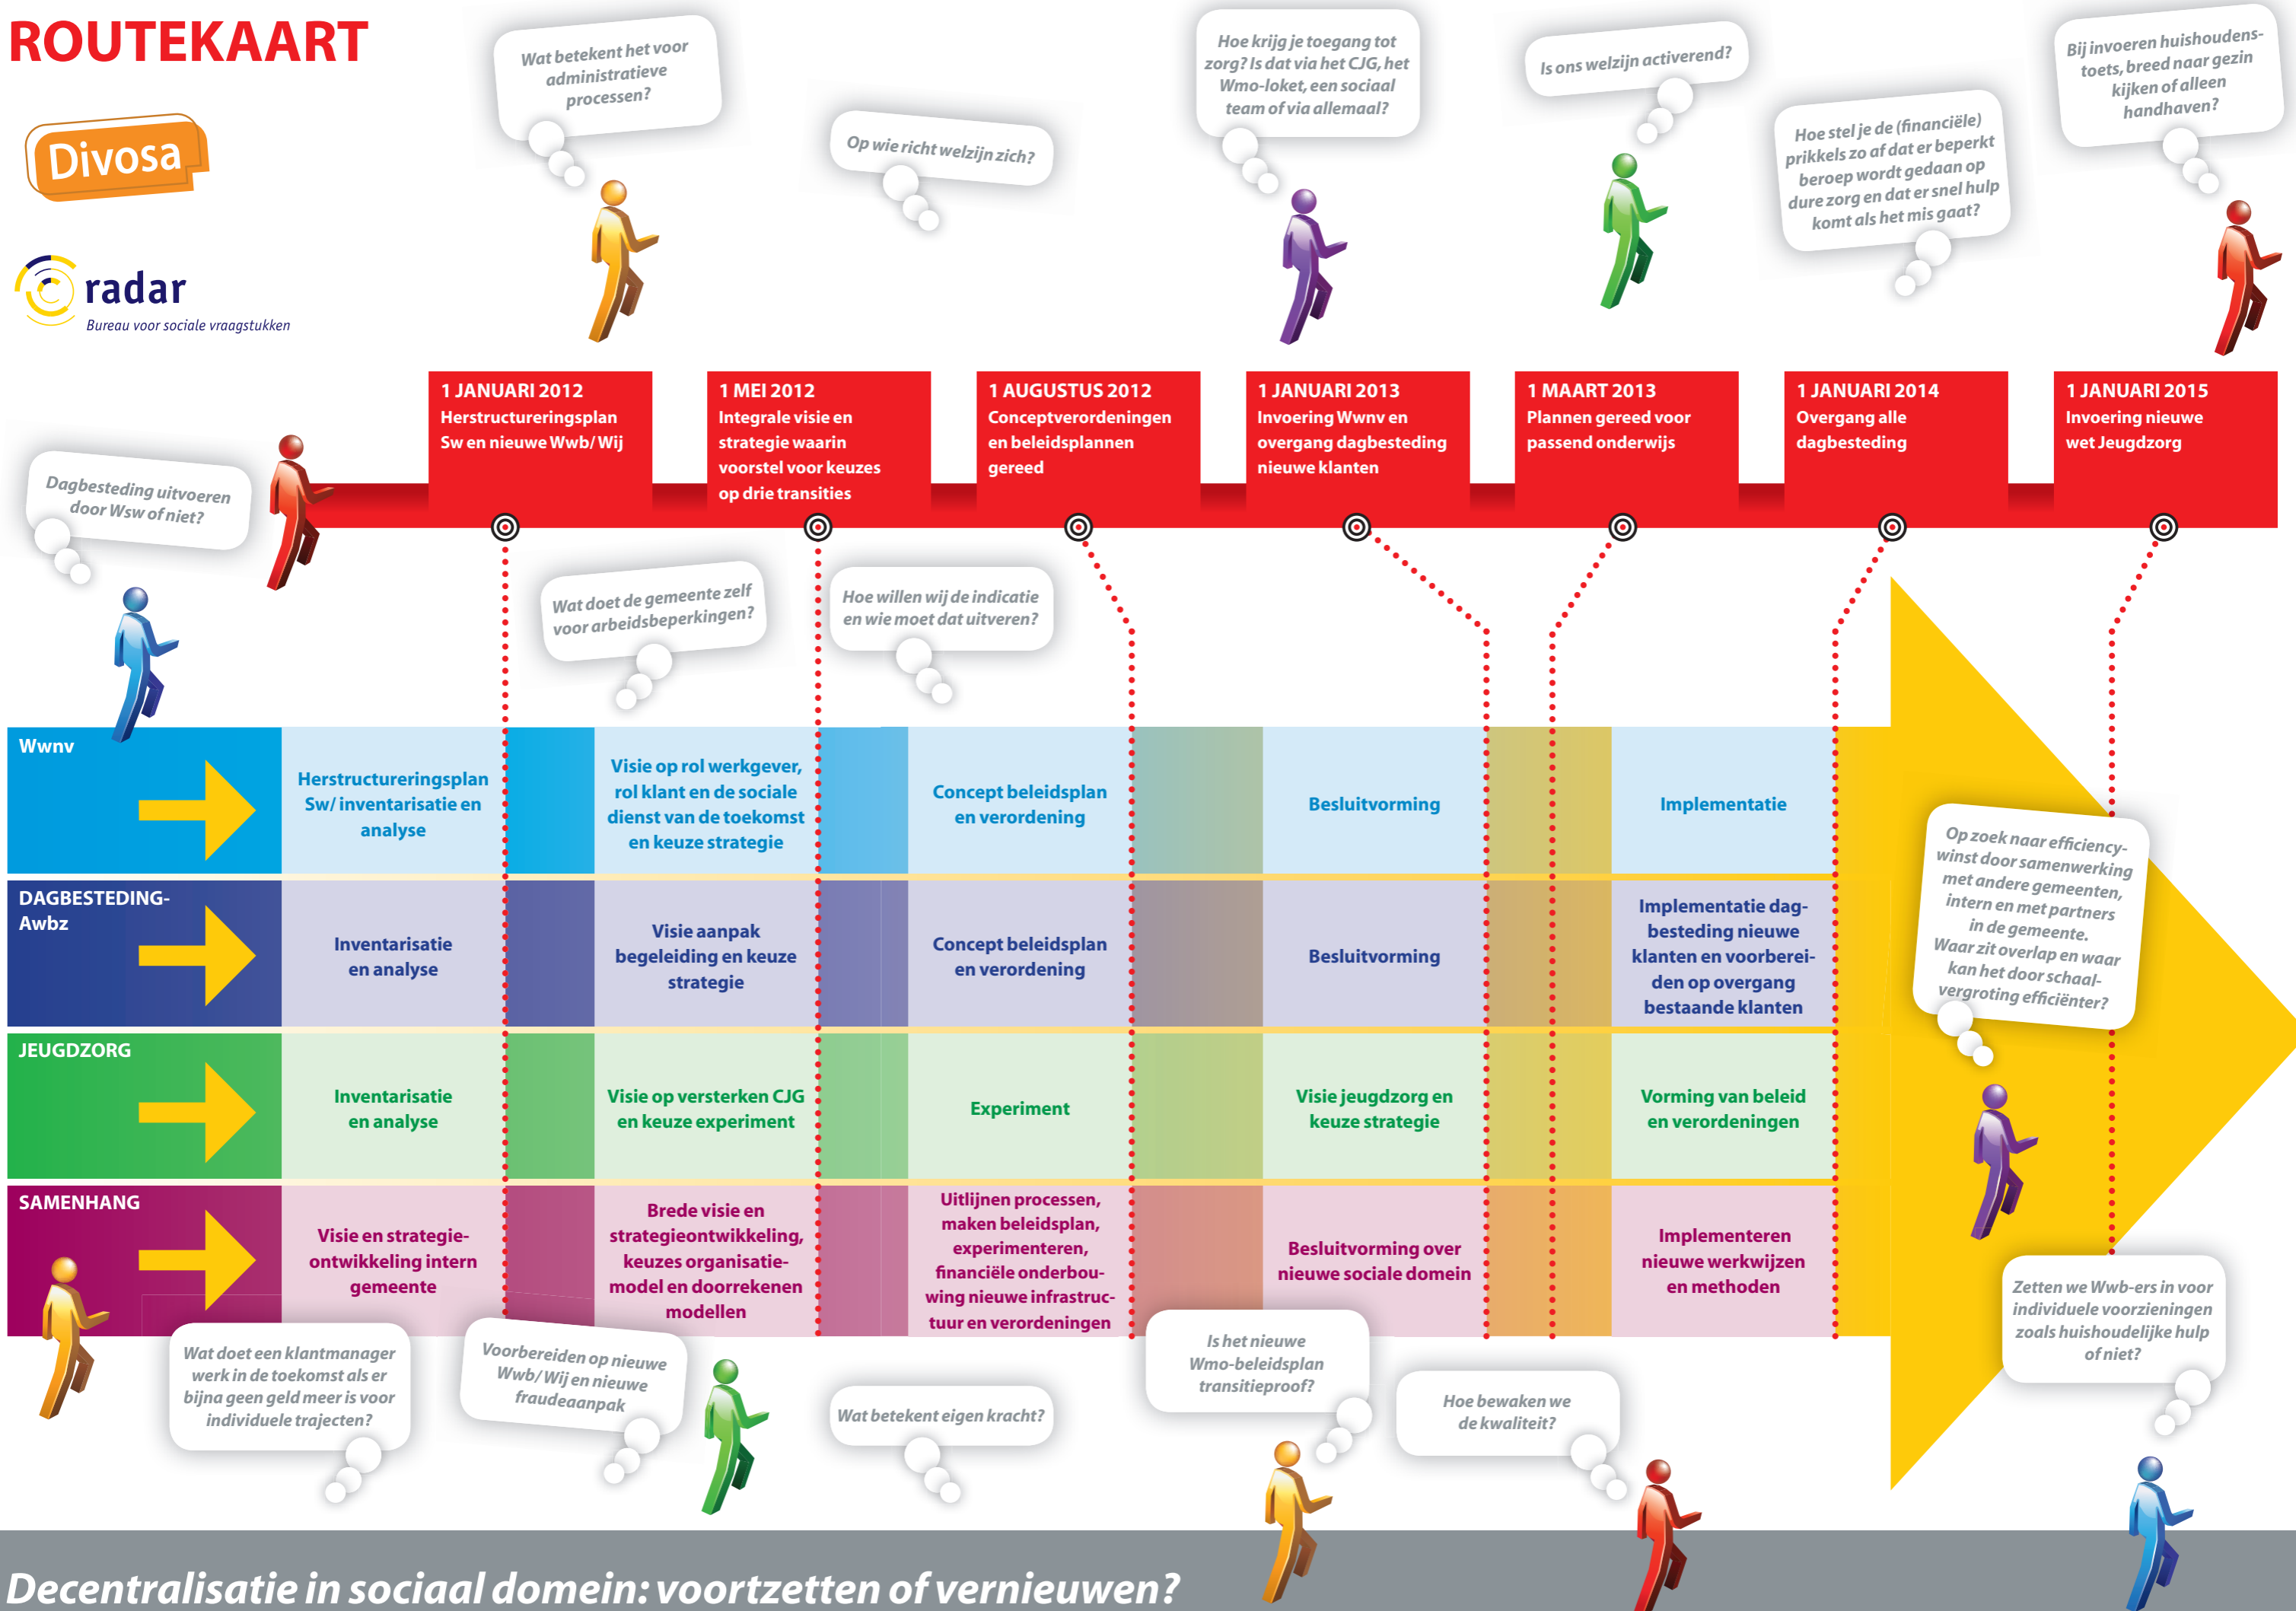 ROUTEKAART
Divosa
radar
Bureau voor sociale vraagstukken
Wat betekent het voor
administratieve
processen?
Op wie richt welzijn zich?
Hoe krijg je toegang tot
zorg? Is dat via het CJG, het
Wmo-loket, een sociaal
team of via allemaal?
Is ons welzijn activerend?
Hoe stel je de (financiële)
prikkels zo af dat er beperkt
beroep wordt gedaan op
dure zorg en dat er snel hulp
komt als het mis gaat?
Bij invoeren huishoudens-
toets, breed naar gezin
kijken of alleen
handhaven?
1 JANUARI 2012
Herstructureringsplan
Sw en nieuwe Wwb/ Wij
1 MEI 2012
Integrale visie en
strategie waarin
voorstel voor keuzes
op drie transities
1 AUGUSTUS 2012
Conceptverordeningen
en beleidsplannen
gereed
1 JANUARI 2013
Invoering Wwnv en
overgang dagbesteding
nieuwe klanten
1 MAART 2013
Plannen gereed voor
passend onderwijs
1 JANUARI 2014
Overgang alle
dagbesteding
1 JANUARI 2015
Invoering nieuwe
wet Jeugdzorg
Dagbesteding uitvoeren
door Wsw of niet?
Wat doet de gemeente zelf
voor arbeidsbeperkingen?
Hoe willen wij de indicatie
en wie moet dat uitveren?
Wwnv
Herstructureringsplan
Sw/ inventarisatie en
analyse
Visie op rol werkgever,
rol klant en de sociale
dienst van de toekomst
en keuze strategie
Concept beleidsplan
en verordening
Besluitvorming
Implementatie
DAGBESTEDING-
Awbz
Inventarisatie
en analyse
Visie aanpak
begeleiding en keuze
strategie
Concept beleidsplan
en verordening
Besluitvorming
Implementatie dag-
besteding nieuwe
klanten en voorberei-
den op overgang
bestaande klanten
JEUGDZORG
Inventarisatie
en analyse
Visie op versterken CJG
en keuze experiment
Experiment
Visie jeugdzorg en
keuze strategie
Vorming van beleid
en verordeningen
SAMENHANG
Visie en strategie-
ontwikkeling intern
gemeente
Brede visie en
strategieontwikkeling,
keuzes organisatie-
model en doorrekenen
modellen
Uitlijnen processen,
maken beleidsplan,
experimenteren,
financiële onderbou-
wing nieuwe infrastruc-
tuur en verordeningen
Besluitvorming over
nieuwe sociale domein
Implementeren
nieuwe werkwijzen
en methoden
Op zoek naar efficiency-
winst door samenwerking
met andere gemeenten,
intern en met partners
in de gemeente.
Waar zit overlap en waar
kan het door schaal-
vergroting efficiënter?
Wat doet een klantmanager
werk in de toekomst als er
bijna geen geld meer is voor
individuele trajecten?
Voorbereiden op nieuwe
Wwb/ Wij en nieuwe
fraudeaanpak
Wat betekent eigen kracht?
Is het nieuwe
Wmo-beleidsplan
transitieproof?
Hoe bewaken we
de kwaliteit?
Zetten we Wwb-ers in voor
individuele voorzieningen
zoals huishoudelijke hulp
of niet?
Decentralisatie in sociaal domein: voortzetten of vernieuwen?